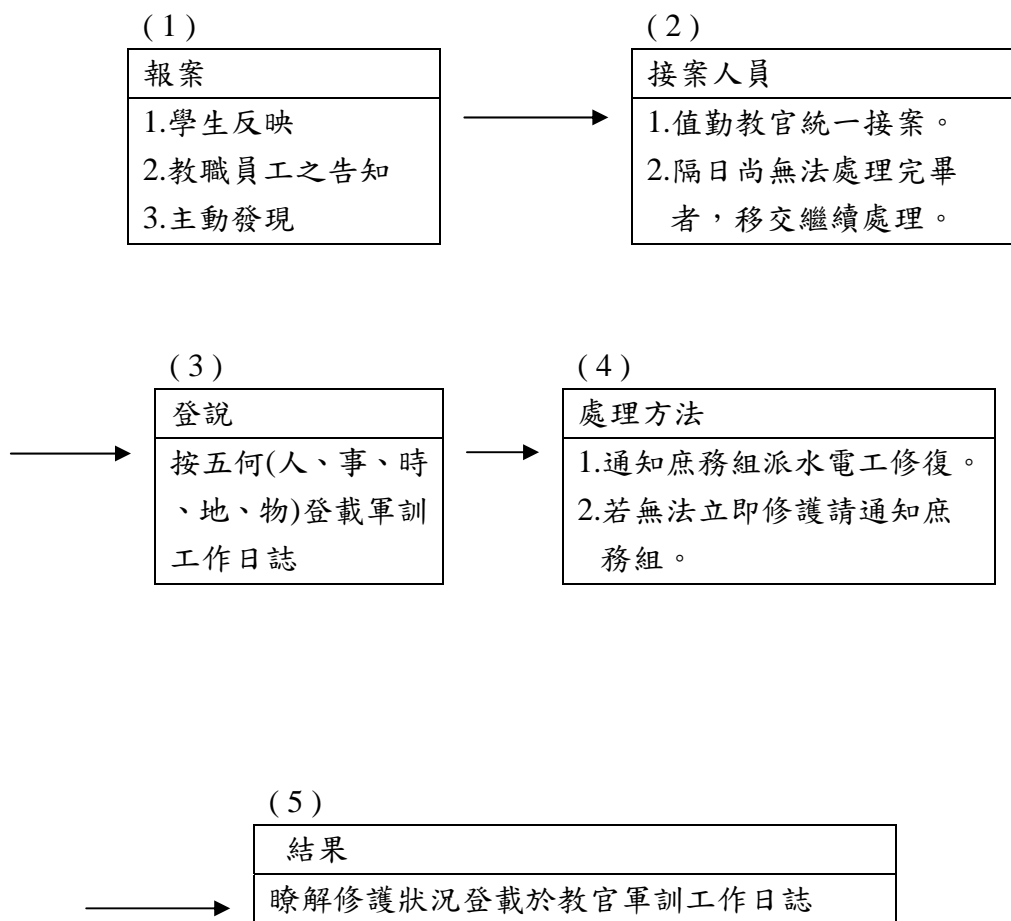 (1)
報案
1.學生反映
2.教職員工之告知
3.主動發現
(2)
接案人員
1.值勤教官統一接案。
2.隔日尚無法處理完畢
者，移交繼續處理。
(3)
登說
按五何(人、事、時
、地、物)登載軍訓
工作日誌
(4)
處理方法
1.通知庶務組派水電工修復。
2.若無法立即修護請通知庶
務組。
(5)
結果
瞭解修護狀況登載於教官軍訓工作日誌